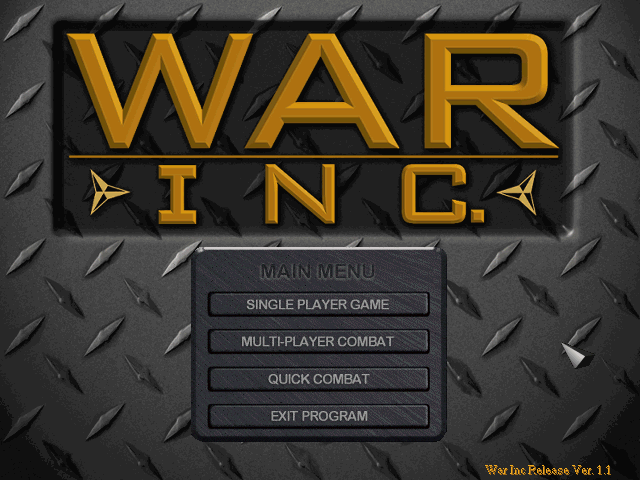 WAR
INC.
MAIN MENU
SINGLE PLAYER GAME
MULTI-PLAYER COMBAT
QUICK COMBAT
EXIT PROGRAM
War Inc Release Ver. 1.1